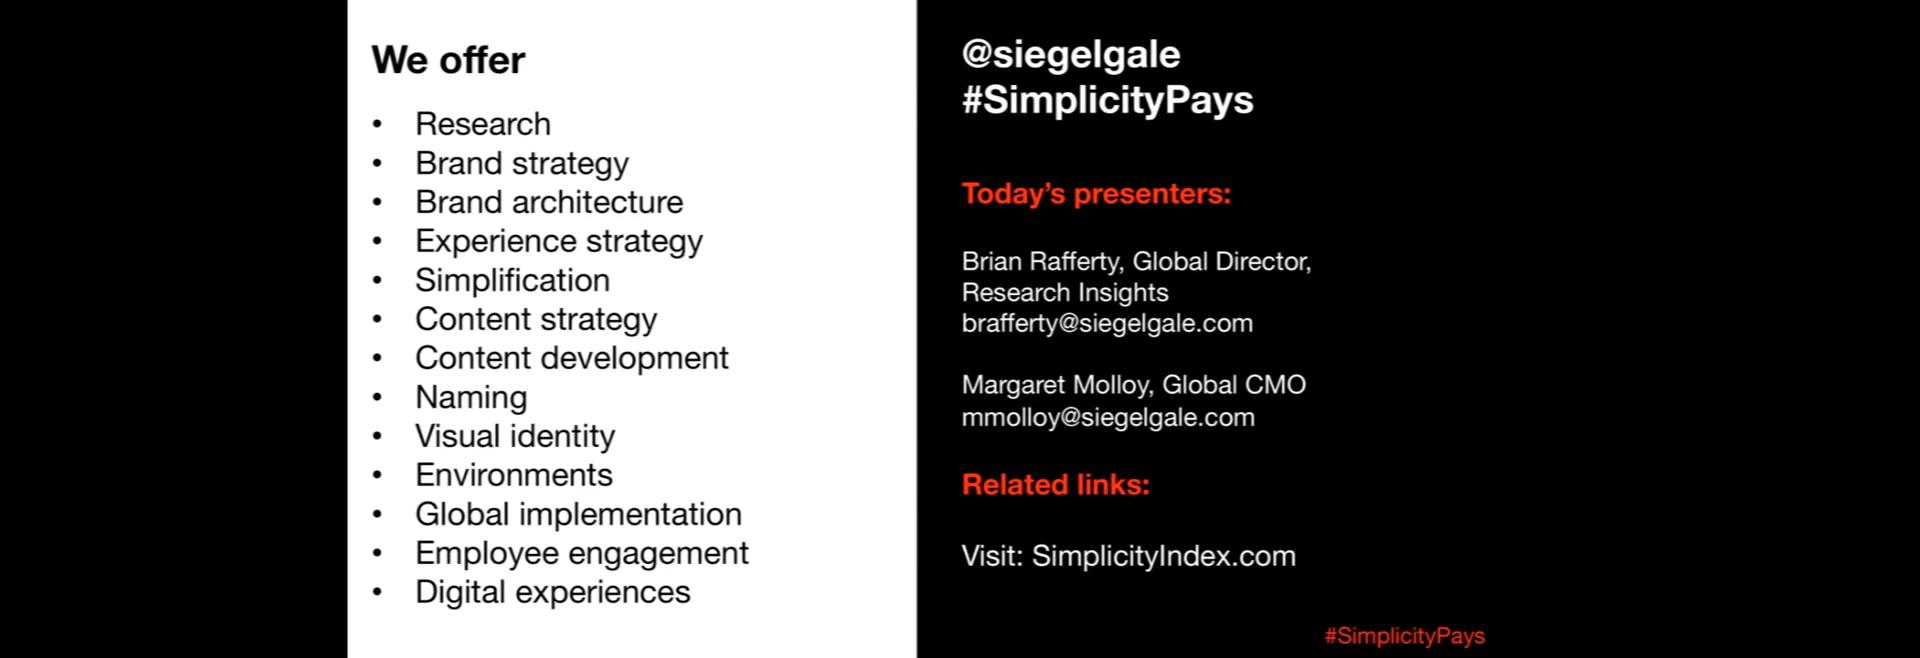 We offer
• Research
• Brand strategy
• Brand architecture
• Experience strategy
• Simplification
• Content strategy
• Content development
• Naming
• Visual identity
• Environments
• Global implementation
• Employee engagement
• Digital experiences
@siegelgale
#SimplicityPays
Today’s presenters:
Brian Rafferty, Global Director,
Research Insights
brafferty@siegelgale.com
Margaret Molloy, Global CMO
mmolloy@siegelgale.com
Related links:
Visit: SimplicityIndex.com
#SimplicityPays